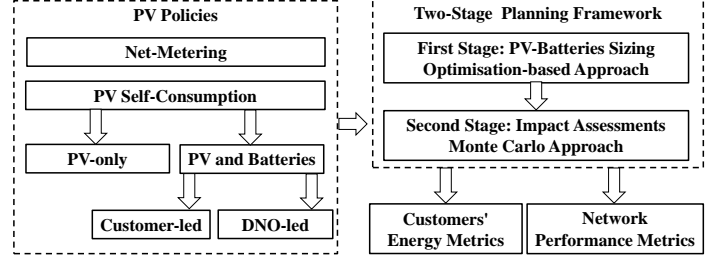 PV Policies
Net-Metering
PV Self-Consumption
PV-only
PV and Batteries
Customer-led
DNO-led
Two-Stage Planning Framework
First Stage: PV-Batteries Sizing
Optimisation-based Approach
Second Stage: Impact Assessments
Monte Carlo Approach
Customers'
Energy Metrics
Network
Performance Metrics